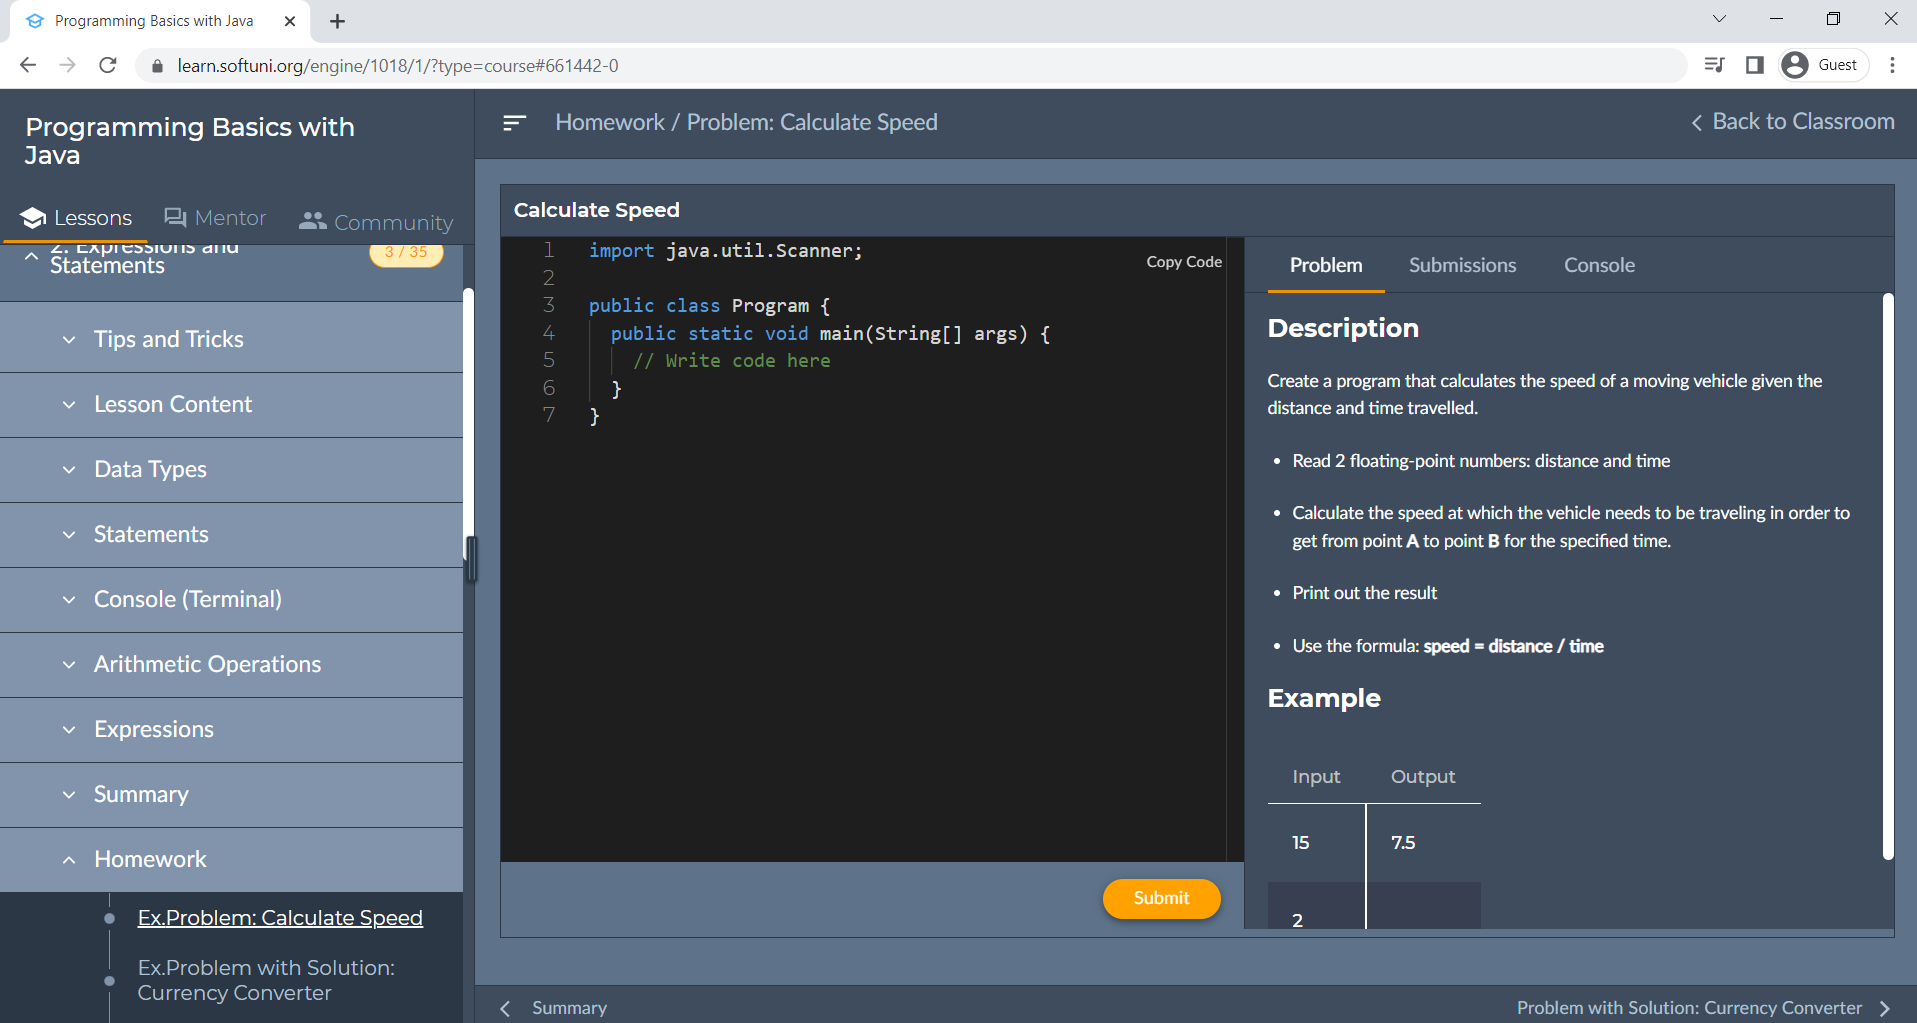 Programming Basics with Java
learn.softuni.org/engine/1018/1/?type=course#661442-0
Guest
Programming Basics with
Java
Lessons
Mentor
Community
2. Expressions and
Statements
3 / 35
Tips and Tricks
Lesson Content
Data Types
Statements
Console (Terminal)
Arithmetic Operations
Expressions
Summary
Homework
Ex.Problem: Calculate Speed
Ex.Problem with Solution:
Currency Converter
Homework / Problem: Calculate Speed
Back to Classroom
Calculate Speed
1 import java.util.Scanner;
2
3 public class Program {
4 public static void main(String[] args) {
5 // Write code here
6 }
7 }
Copy Code
Submit
Problem
Submissions
Console
Description
Create a program that calculates the speed of a moving vehicle given the
distance and time travelled.
• Read 2 floating-point numbers: distance and time
• Calculate the speed at which the vehicle needs to be traveling in order to
get from point A to point B for the specified time.
• Print out the result
• Use the formula: speed = distance / time
Example
Input Output
15 7.5
2
Summary
Problem with Solution: Currency Converter